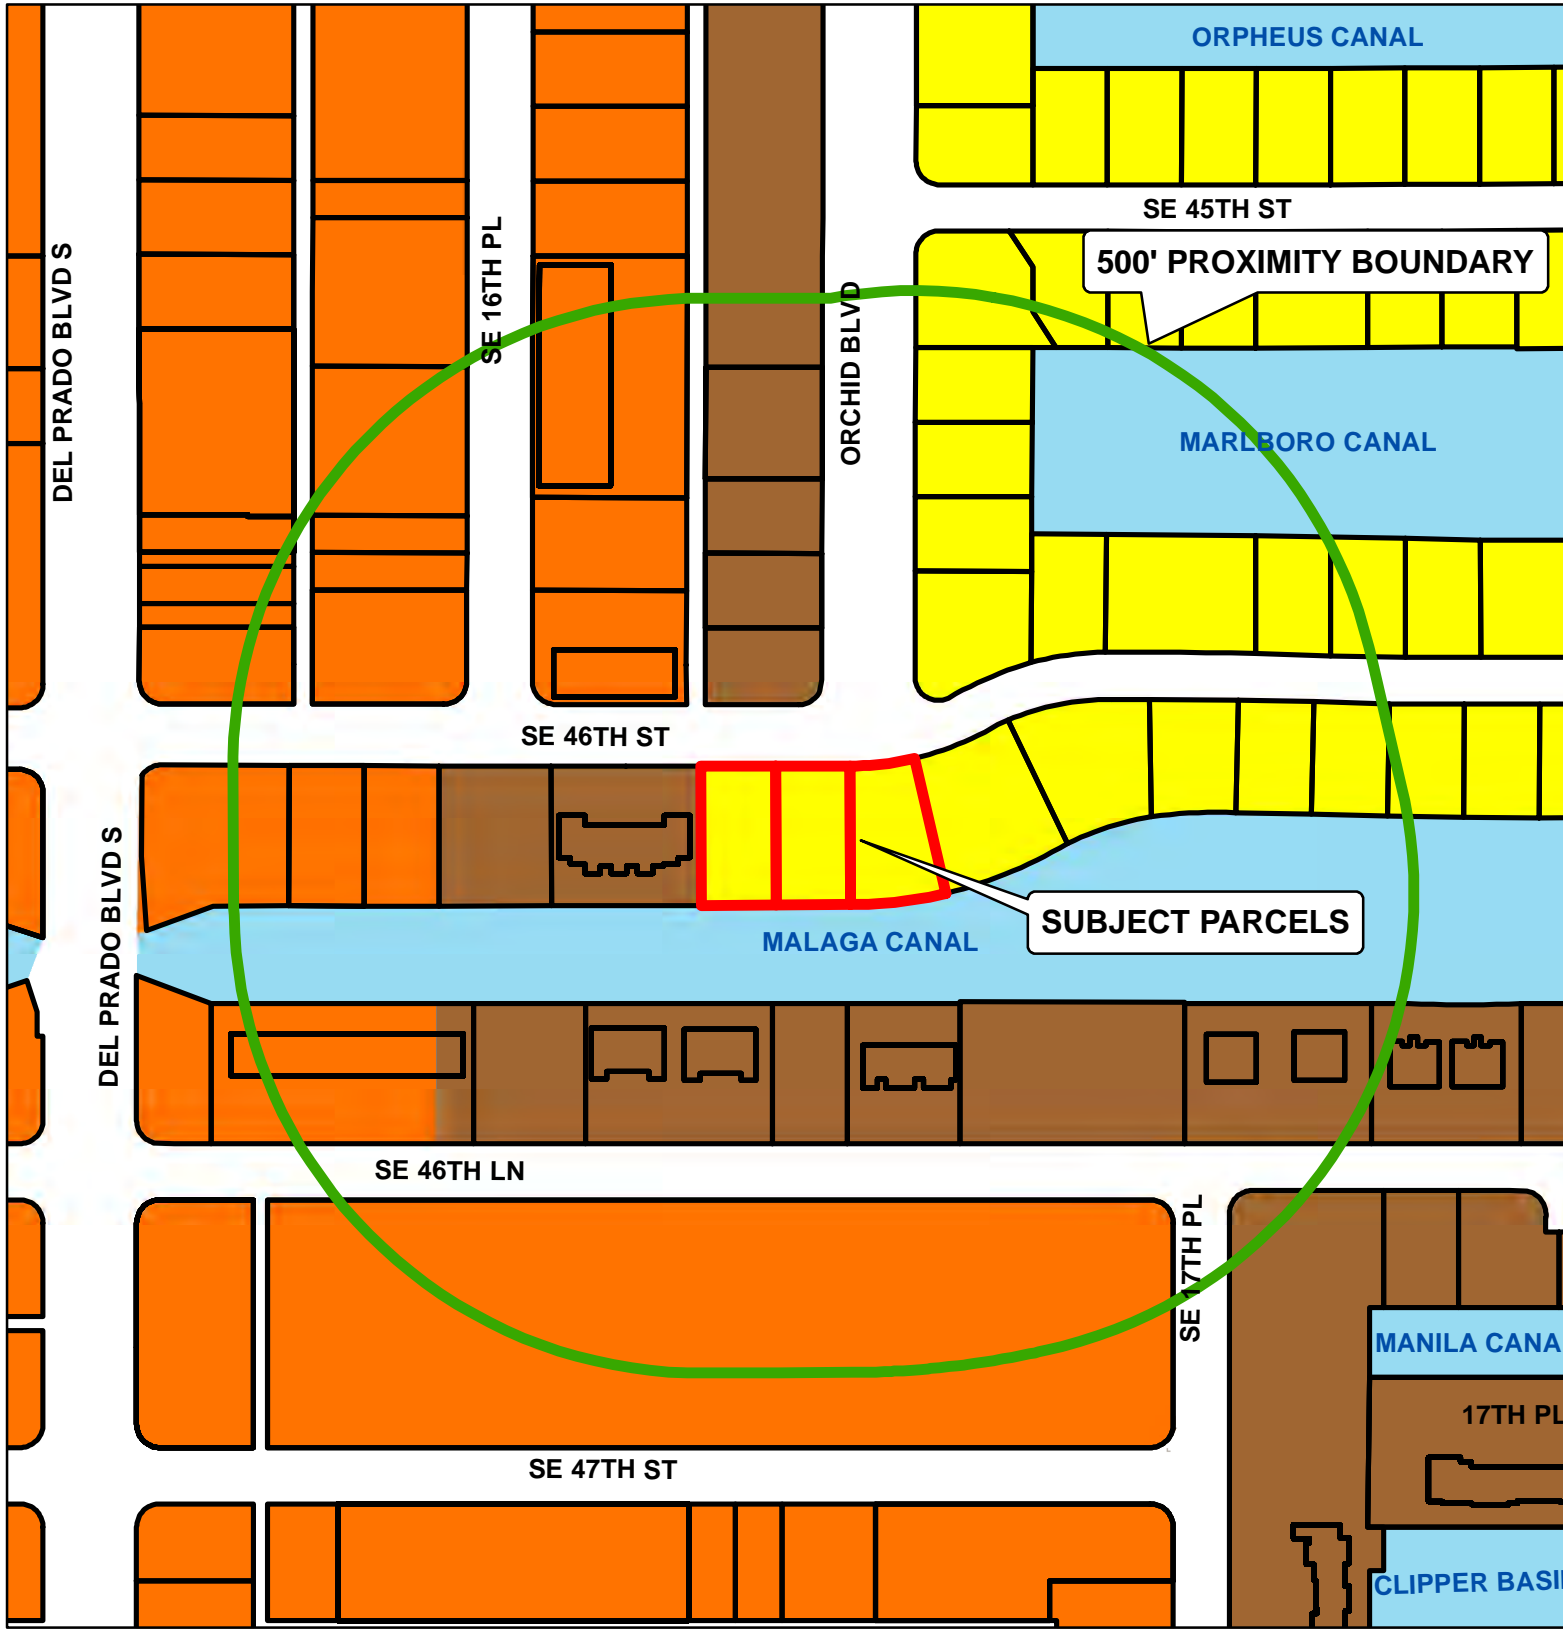 ORPHEUS CANAL
SE 45TH ST
500' PROXIMITY BOUNDARY
DEL PRADO BLVD S
SE 16TH PL
ORCHID BLVD
MARLBORO CANAL
SE 46TH ST
SUBJECT PARCELS
MALAGA CANAL
DEL PRADO BLVD S
SE 46TH LN
SE 17TH PL
MANILA CANA
17TH PL
SE 47TH ST
CLIPPER BASI